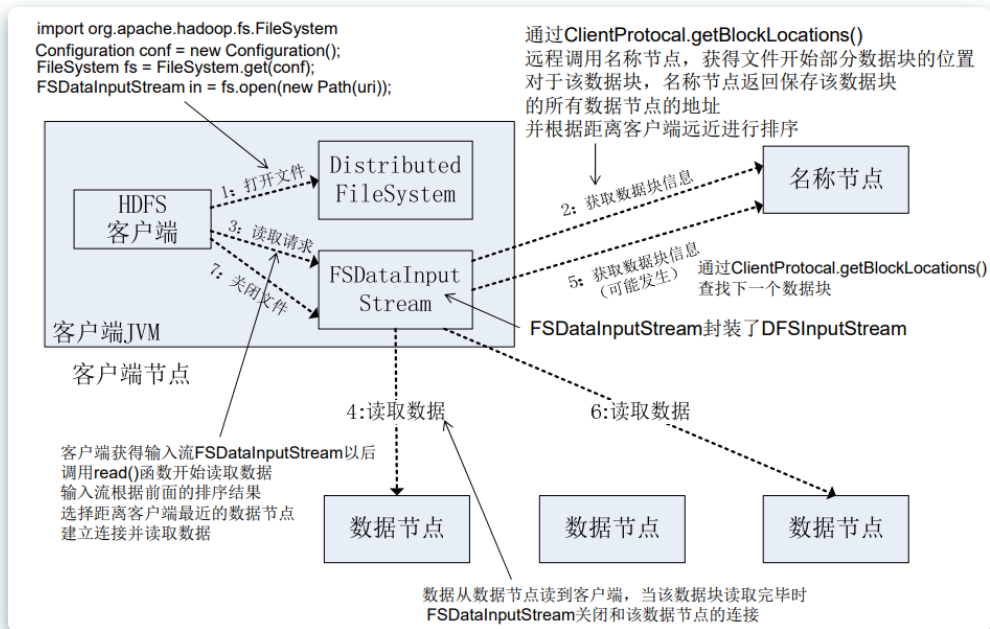 import org.apache.hadoop.fs.FileSystem
Configuration conf = new Configuration();
FileSystem fs = FileSystem.get(conf);
FSDataInputStream in = fs.open(new Path(uri));
通过ClientProtocal.getBlockLocations()
远程调用名称节点，获得文件开始部分数据块的位置
对于该数据块，名称节点返回保存该数据块
的所有数据节点的地址
并根据距离客户端远近进行排序
1：打开文件
Distributed
FileSystem
HDFS
客户端
3：读取请求
7：关闭文件
FSDataInput
Stream
客户端JVM
客户端节点
2：获取数据块信息
名称节点
5：获取数据块信息
（可能发生）
通过ClientProtocal.getBlockLocations()
查找下一个数据块
FSDataInputStream封装了DFSInputStream
4:读取数据
6:读取数据
客户端获得输入流FSDataInputStream以后
调用read()函数开始读取数据
输入流根据前面的排序结果
选择距离客户端最近的数据节点
建立连接并读取数据
数据节点
数据节点
数据节点
数据从数据节点读到客户端，当该数据块读取完毕时
FSDataInputStream关闭和该数据节点的连接